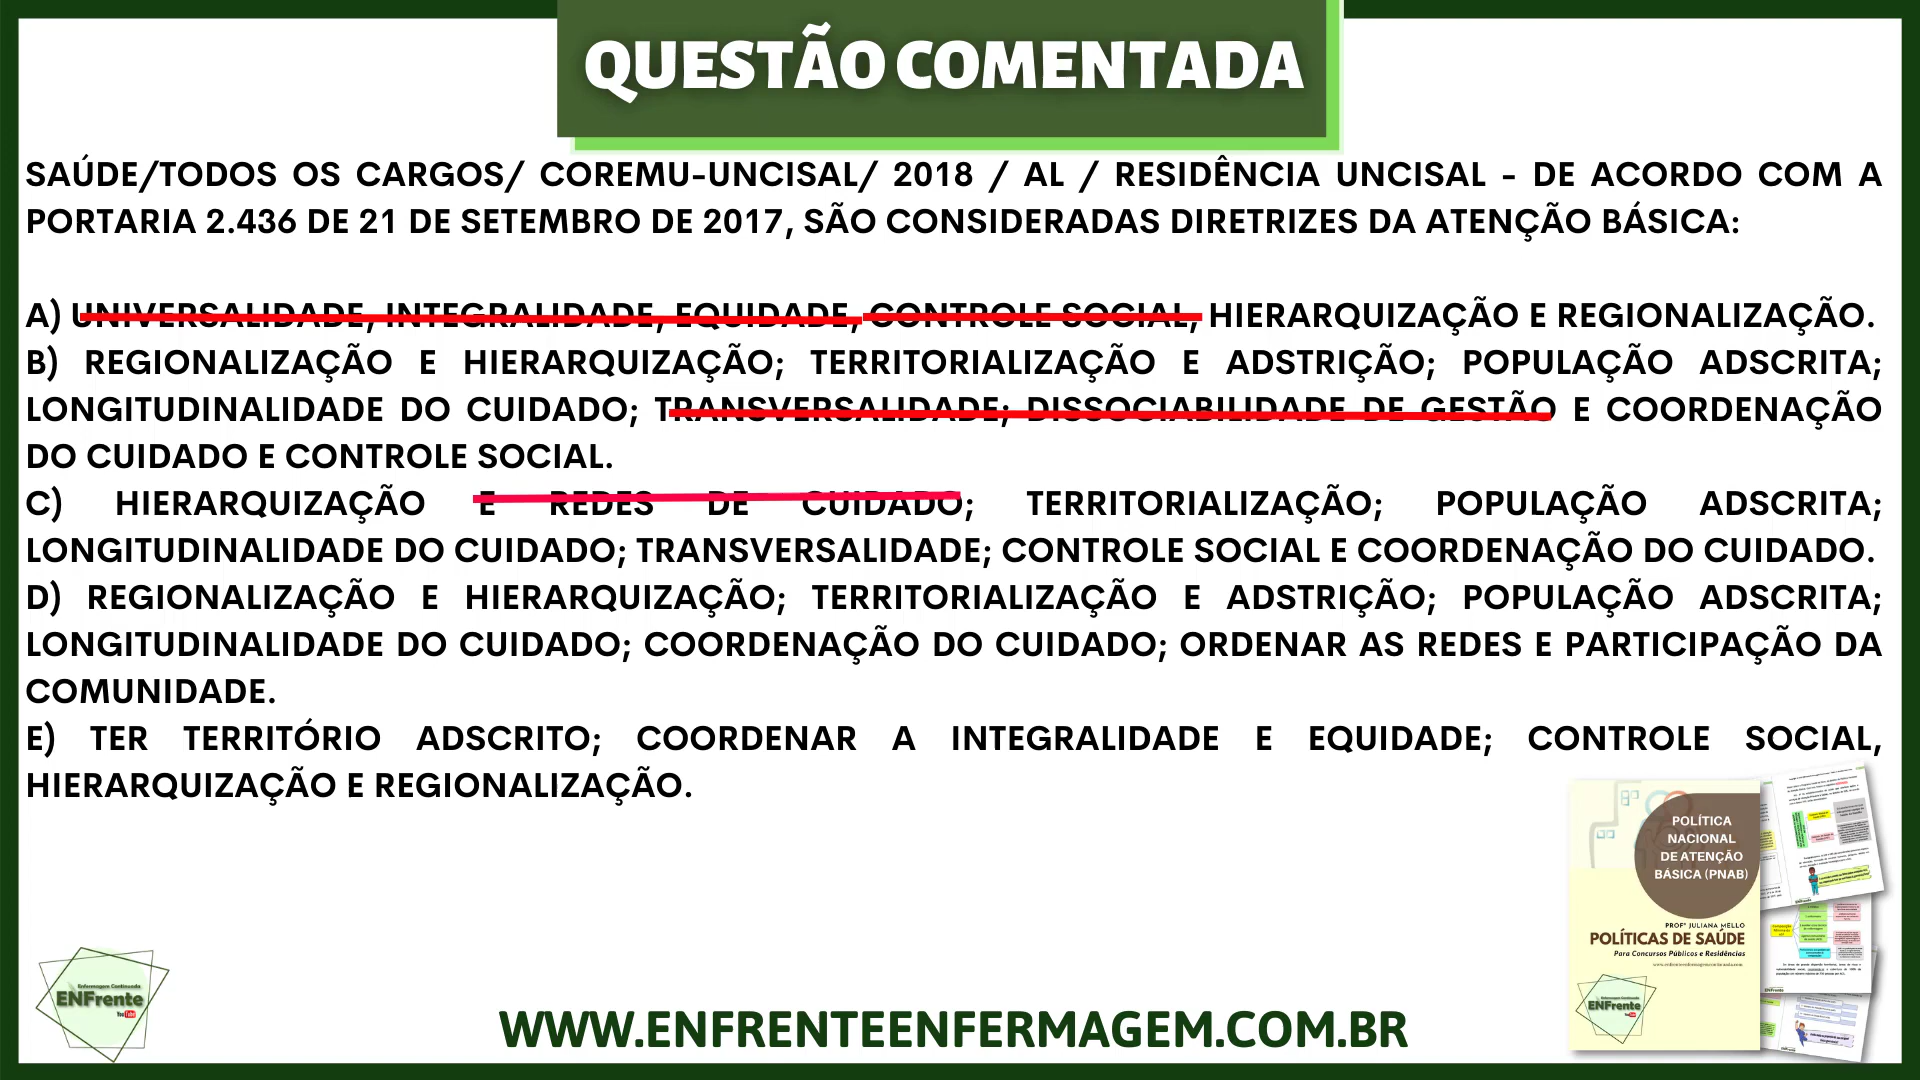 QUESTÃO COMENTADA
SAÚDE/TODOS OS CARGOS/ COREMU-UNCISAL/ 2018 / AL / RESIDÊNCIA UNCISAL - DE ACORDO COM A
PORTARIA 2.436 DE 21 DE SETEMBRO DE 2017, SÃO CONSIDERADAS DIRETRIZES DA ATENÇÃO BÁSICA:
A) UNIVERSALIDADE, INTEGRALIDADE, EQUIDADE, CONTROLE SOCIAL, HIERARQUIZAÇÃO E REGIONALIZAÇÃO.
B) REGIONALIZAÇÃO E HIERARQUIZAÇÃO; TERRITORIALIZAÇÃO E ADSTRIÇÃO; POPULAÇÃO ADSCRITA;
LONGITUDINALIDADE DO CUIDADO; TRANSVERSALIDADE; DISSOCIABILIDADE DE GESTÃO E COORDENAÇÃO
DO CUIDADO E CONTROLE SOCIAL.
C) HIERARQUIZAÇÃO E REDES DE CUIDADO; TERRITORIALIZAÇÃO; POPULAÇÃO ADSCRITA;
LONGITUDINALIDADE DO CUIDADO; TRANSVERSALIDADE; CONTROLE SOCIAL E COORDENAÇÃO DO CUIDADO.
D) REGIONALIZAÇÃO E HIERARQUIZAÇÃO; TERRITORIALIZAÇÃO E ADSTRIÇÃO; POPULAÇÃO ADSCRITA;
LONGITUDINALIDADE DO CUIDADO; COORDENAÇÃO DO CUIDADO; ORDENAR AS REDES E PARTICIPAÇÃO DA
COMUNIDADE.
E) TER TERRITÓRIO ADSCRITO; COORDENAR A INTEGRALIDADE E EQUIDADE; CONTROLE SOCIAL,
HIERARQUIZAÇÃO E REGIONALIZAÇÃO.
POLÍTICA
NACIONAL
DE ATENÇÃO
BÁSICA (PNAB)
PROFª JULIANA MELLO
POLÍTICAS DE SAÚDE
Para Concursos Públicos e Residências
Enfermagem Continuada
ENFrente
YouTube
Enfermagem Continuada
ENFrente
WWW.ENFRENTEENFERMAGEM.COM.BR